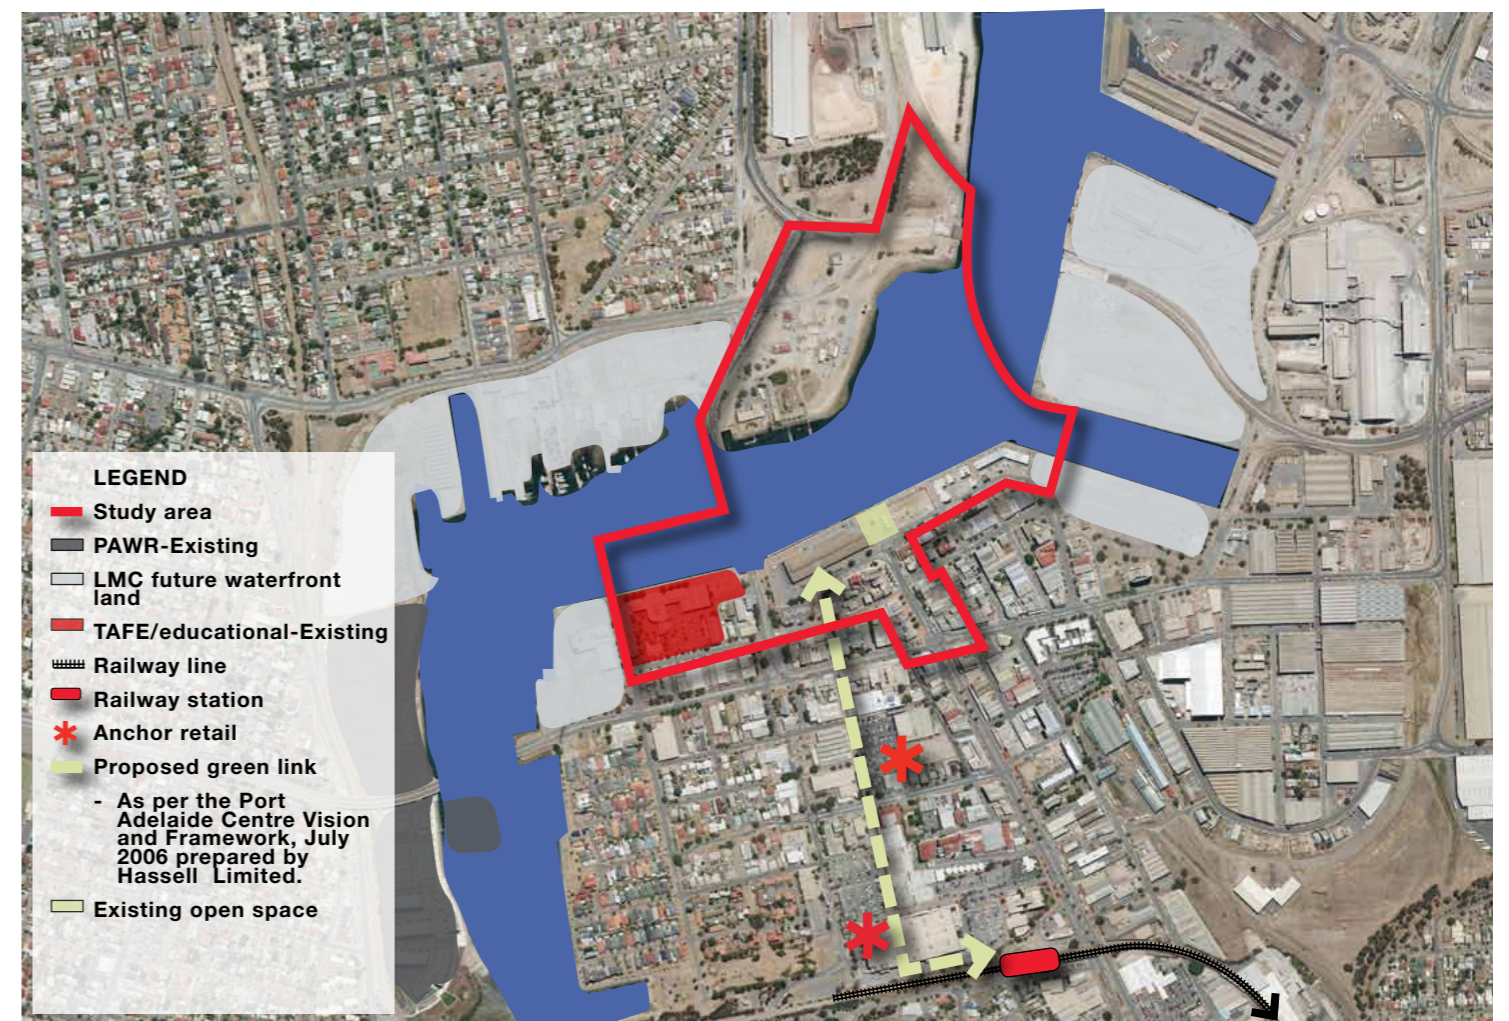 LEGEND
Study area
PAWR-Existing
LMC future waterfront
land
TAFE/educational-Existing
Railway line
Railway station
Anchor retail
Proposed green link
- As per the Port
Adelaide Centre Vision
and Framework, July
2006 prepared by
Hassell Limited.
Existing open space